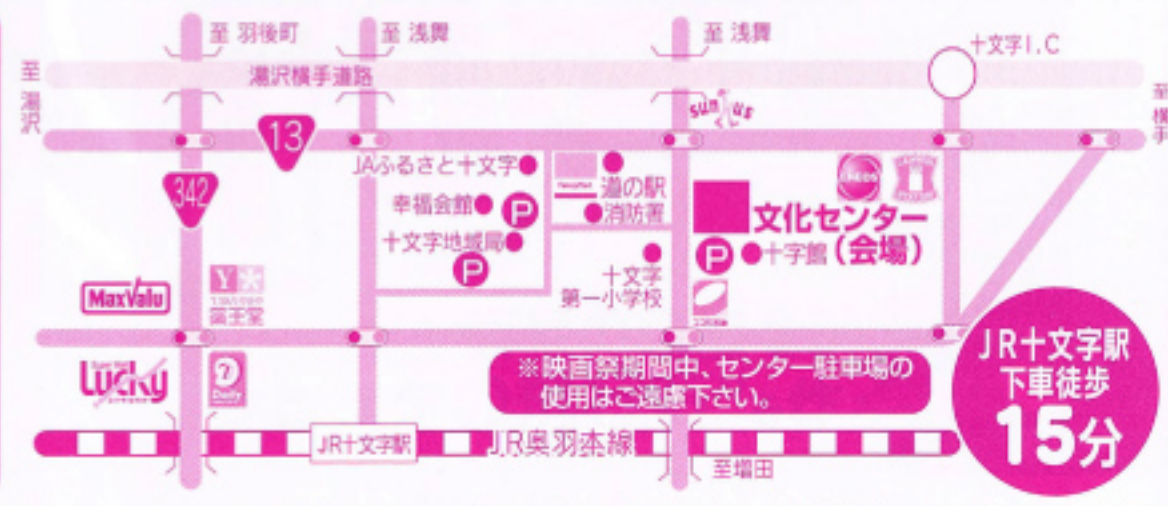 至 羽後町
至 浅舞
至 浅舞
十文字I.C
至 湯沢
湯沢横手道路
至 横手
sunkus
13
JAふるさと十文字
道の駅
342
幸福会館
P
消防署
文化センター
(会場)
十文字地域局
P
十文字
第一小学校
P
十字館
MaxValu
薬王堂
Lucky
Daily
※映画祭期間中、センター駐車場の
使用はご遠慮下さい。
JR十文字駅
下車徒歩
15分
JR十文字駅
JR奥羽本線
至増田